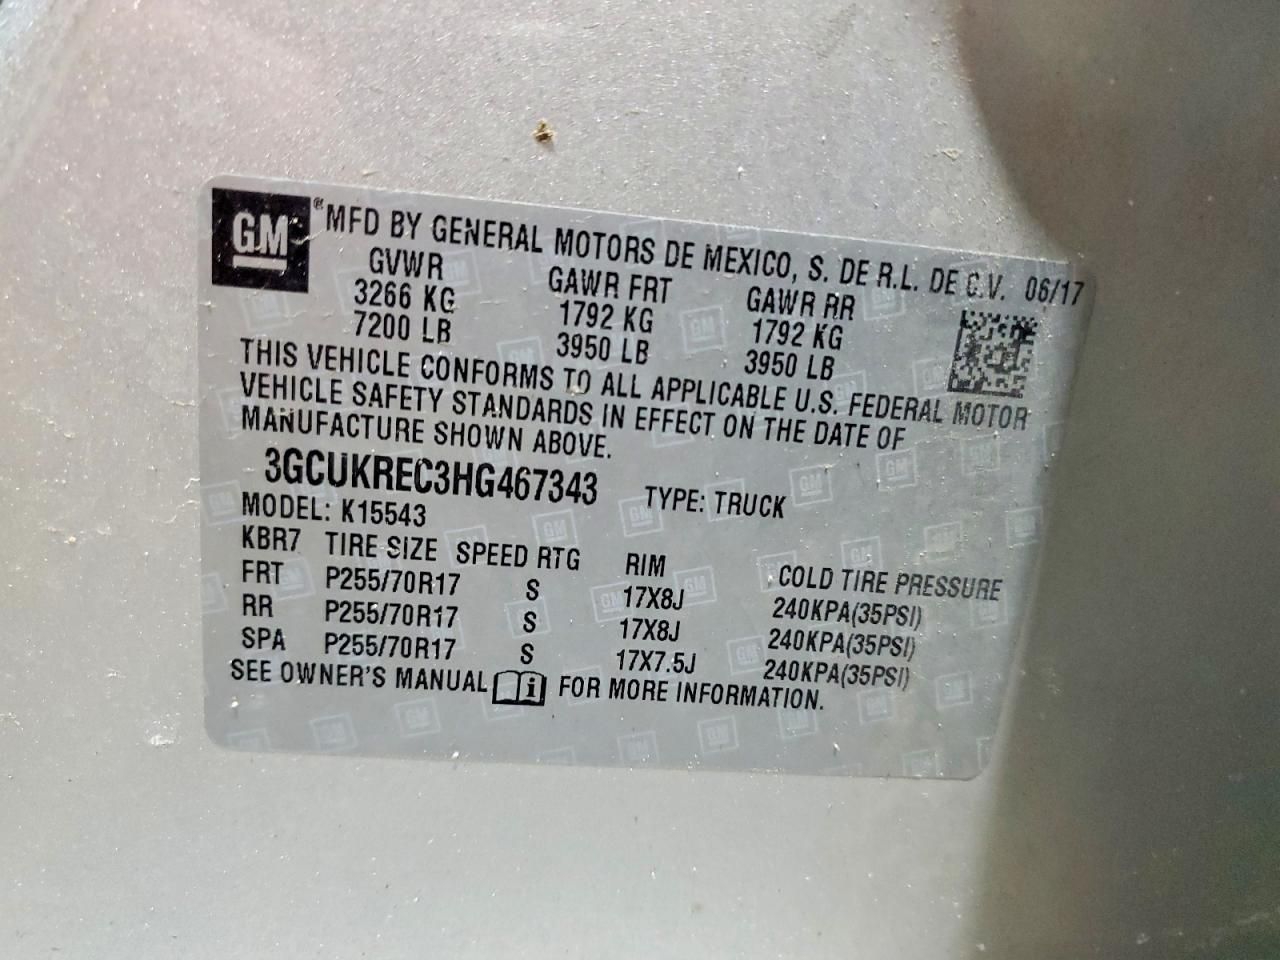 GM ® MFD BY GENERAL MOTORS DE MEXICO, S. DE R.L. DE C.V. 06/17
GVWR GAWR FRT GAWR RR
3266 KG 1792 KG 1792 KG
7200 LB 3950 LB 3950 LB
THIS VEHICLE CONFORMS TO ALL APPLICABLE U.S. FEDERAL MOTOR
VEHICLE SAFETY STANDARDS IN EFFECT ON THE DATE OF
MANUFACTURE SHOWN ABOVE.
3GCUKREC3HG467343 TYPE: TRUCK
MODEL: K15543
KBR7 TIRE SIZE SPEED RTG RIM COLD TIRE PRESSURE
FRT P255/70R17 S 17X8J 240KPA(35PSI)
RR P255/70R17 S 17X8J 240KPA(35PSI)
SPA P255/70R17 S 17X7.5J 240KPA(35PSI)
SEE OWNER'S MANUAL i FOR MORE INFORMATION.